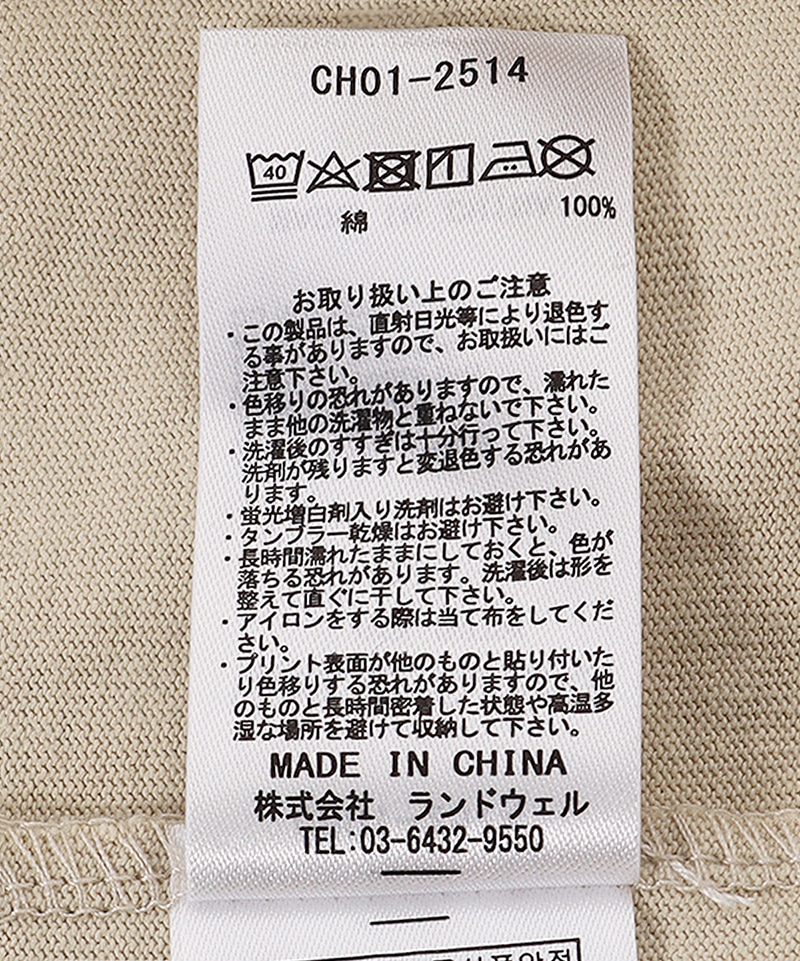 CH01-2514
40
綿 100%
お取り扱い上のご注意
・この製品は、直射日光等により退色す
る事がありますので、お取扱いにはご
注意下さい。
・色移りの恐れがありますので、濡れた
まま他の洗濯物と重ねないで下さい。
・洗濯後のすすぎは十分行って下さい。
洗剤が残りますと変退色する恐れがあ
ります。
・蛍光増白剤入り洗剤はお避け下さい。
・タンブラー乾燥はお避け下さい。
・長時間濡れたままにしておくと、色が
落ちる恐れがあります。洗濯後は形を
整えて直ぐに干して下さい。
・アイロンをする際は当て布をしてくだ
さい。
・プリント表面が他のものと貼り付いた
り色移りする恐れがありますので、他
のものと長時間密着した状態や高温多
湿な場所を避けて収納して下さい。
MADE IN CHINA
株式会社 ランドウェル
TEL:03-6432-9550